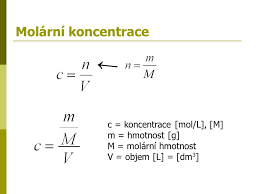 Molární koncentrace
c = n/V ← n = m/M
c = m/M/V
c = koncentrace [mol/L], [M]
m = hmotnost [g]
M = molární hmotnost
V = objem [L] = [dm³]